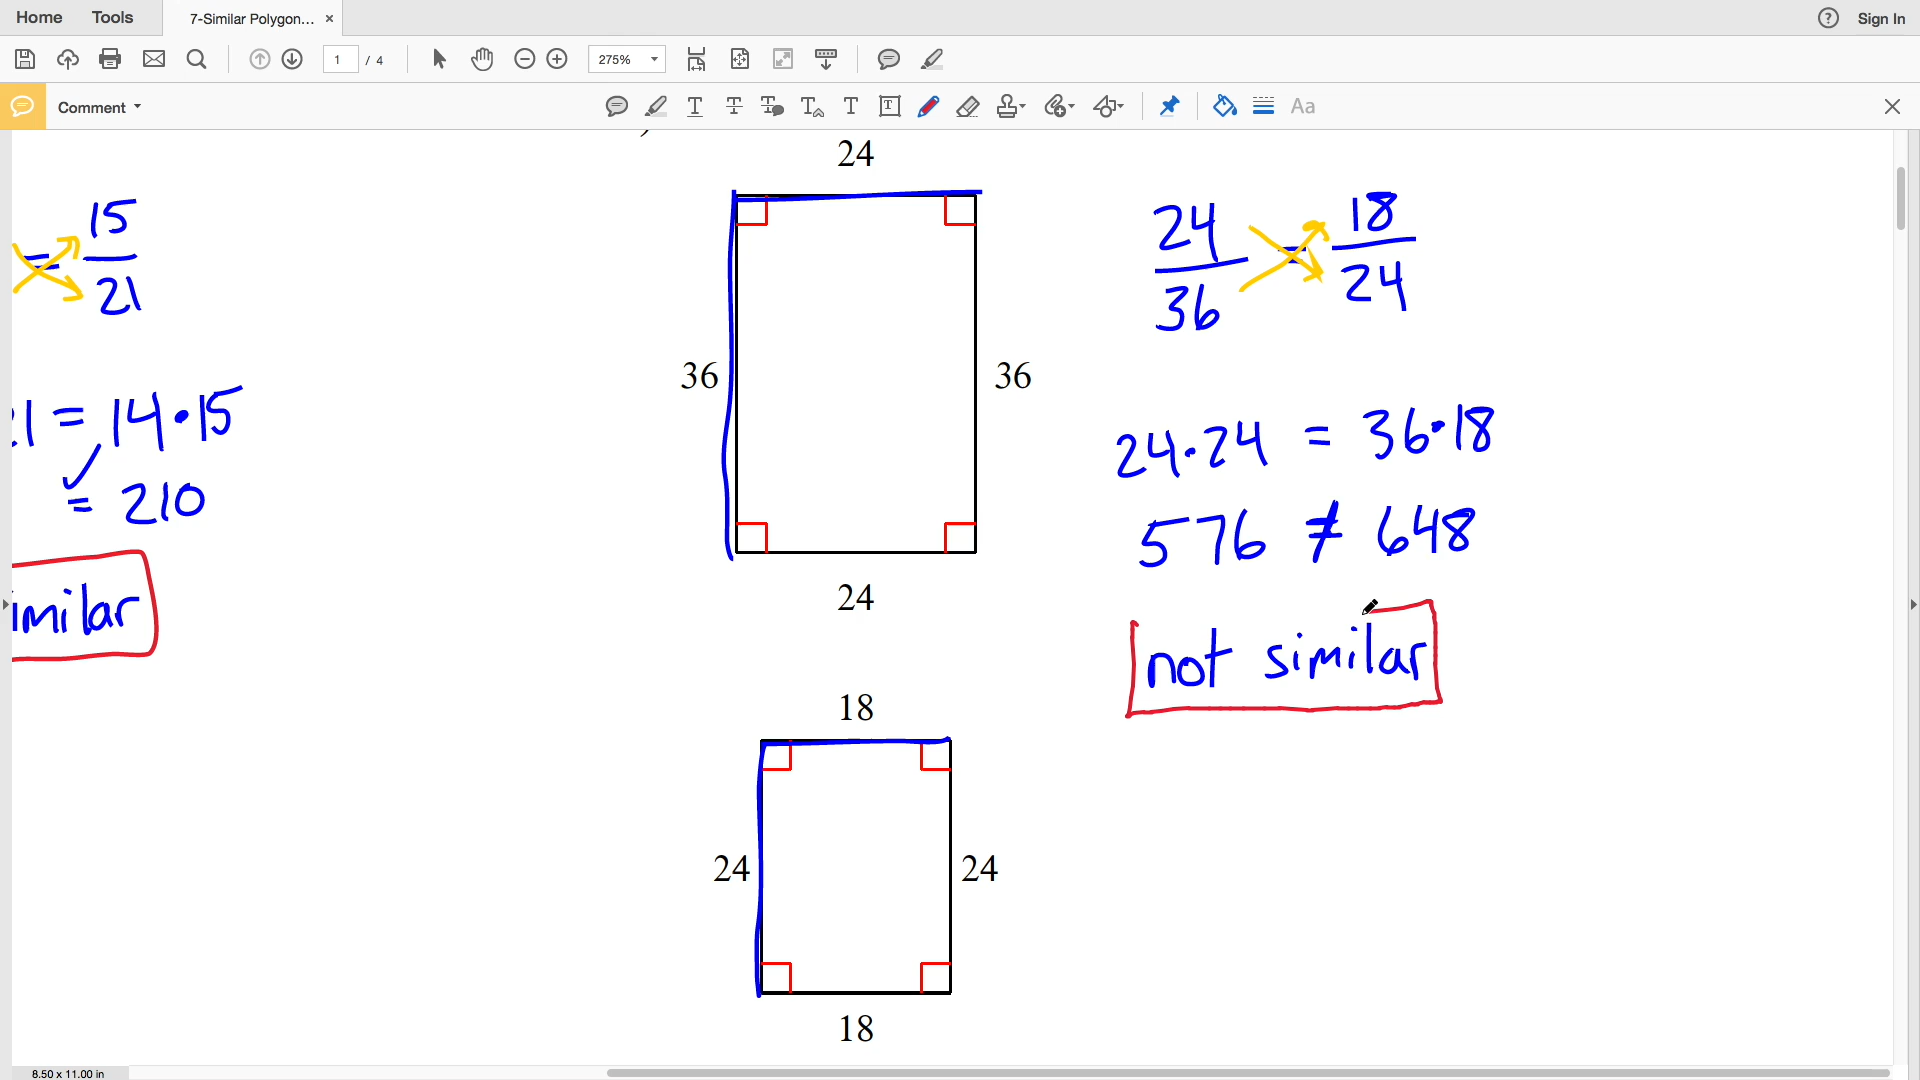 Home Tools 7-Similar Polygon... × ? Sign In
1 / 4 275%
Comment Aa
24
15
=
21
24 = 18
36 24
36 36
21 = 14·15
24·24 = 36·18
= 210
576 ≠ 648
imilar
24
not similar
18
24 24
18
8.50 x 11.00 in